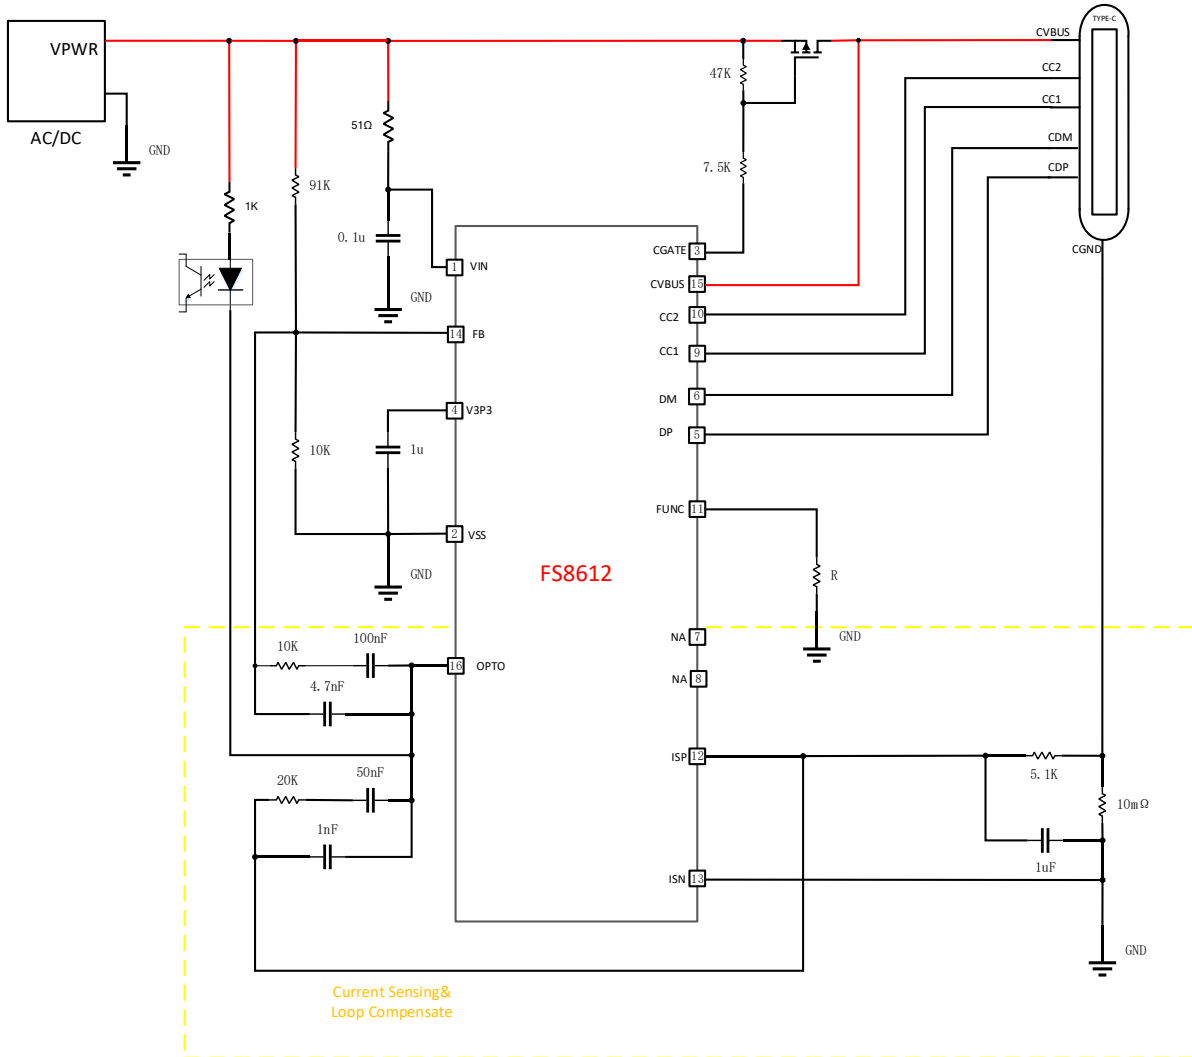 TYPE-C
CVBUS
VPWR
CC2
47K
CC1
51Ω
AC/DC
GND
CDM
7.5K
CDP
91K
1K
0.1u
CGATE
3
CGND
1
VIN
CVBUS
15
GND
CC2
10
14
FB
CC1
9
DM
6
4
V3P3
DP
5
10K
1u
FUNC
11
2
VSS
GND
FS8612
R
NA
7
GND
10K
100nF
16
OPTO
NA
8
4.7nF
ISP
12
5.1K
20K
50nF
10mΩ
1nF
1uF
ISN
13
GND
Current Sensing&
Loop Compensate